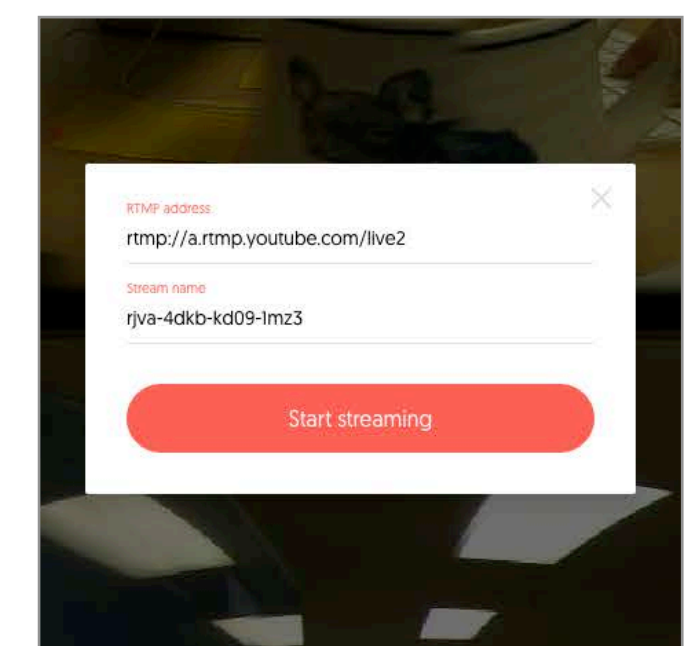 RTMP address
rtmp://a.rtmp.youtube.com/live2
Stream name
rjva-4dkb-kd09-1mz3
Start streaming